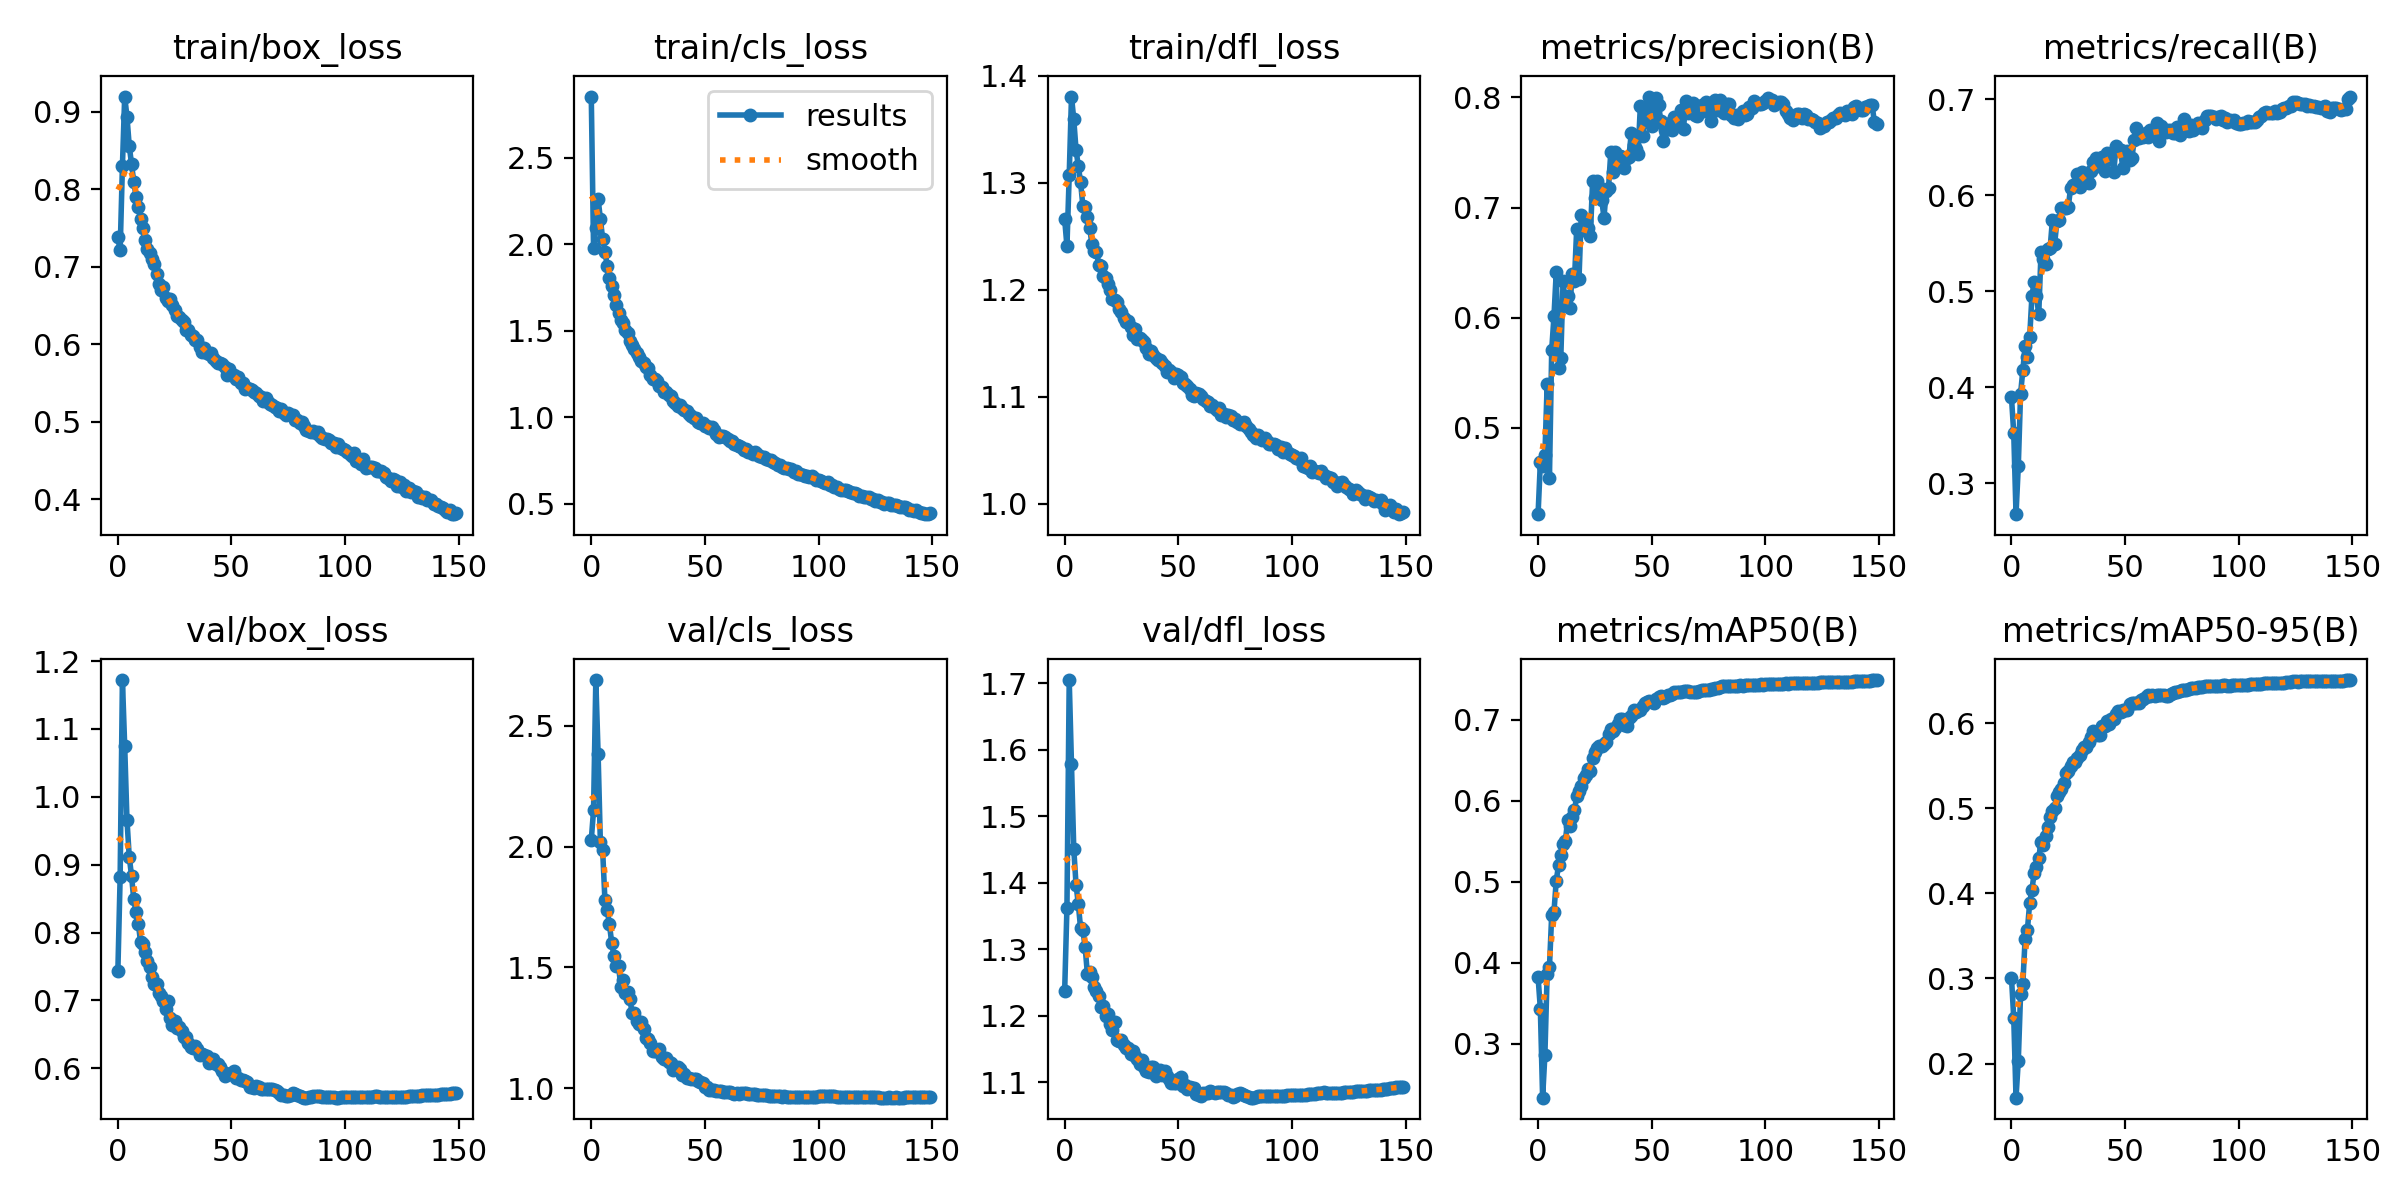 train/box_loss
0.9
0.8
0.7
0.6
0.5
0.4
0 50 100 150
train/cls_loss
results
smooth
2.5
2.0
1.5
1.0
0.5
0 50 100 150
train/dfl_loss
1.4
1.3
1.2
1.1
1.0
0 50 100 150
metrics/precision(B)
0.8
0.7
0.6
0.5
0 50 100 150
metrics/recall(B)
0.7
0.6
0.5
0.4
0.3
0 50 100 150
val/box_loss
1.2
1.1
1.0
0.9
0.8
0.7
0.6
0 50 100 150
val/cls_loss
2.5
2.0
1.5
1.0
0 50 100 150
val/dfl_loss
1.7
1.6
1.5
1.4
1.3
1.2
1.1
0 50 100 150
metrics/mAP50(B)
0.7
0.6
0.5
0.4
0.3
0 50 100 150
metrics/mAP50-95(B)
0.6
0.5
0.4
0.3
0.2
0 50 100 150